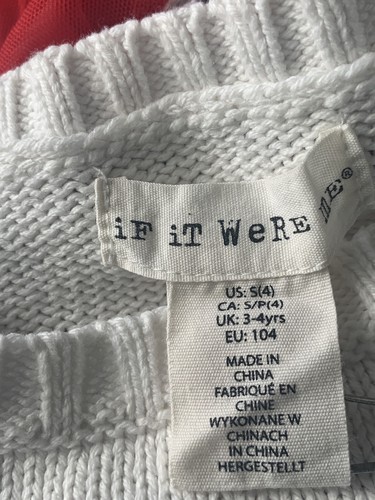 iF iT WeRE mE®
US: S(4)
CA: S/P(4)
UK: 3-4yrs
EU: 104
MADE IN
CHINA
FABRIQUÉ EN
CHINE
WYKONANE W
CHINACH
IN CHINA
HERGESTELLT